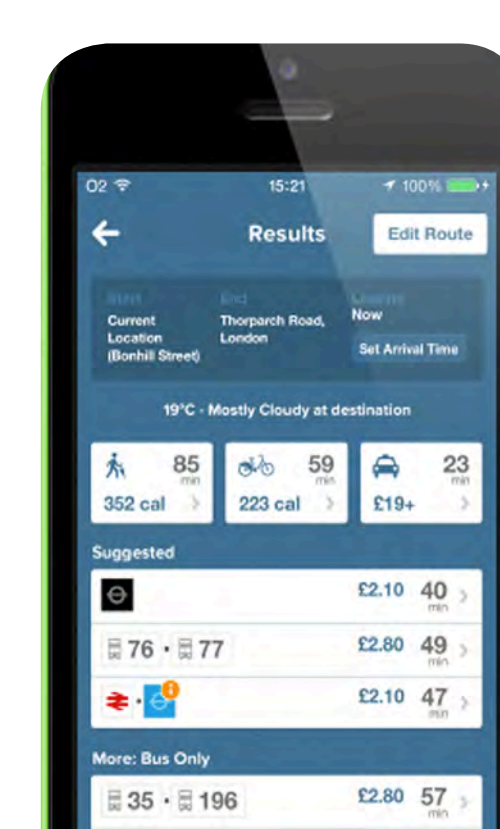 O2 15:21 100%
Results Edit Route
Start End Leaving
Current Location (Bonhill Street)
Thorparch Road, London
Now
Set Arrival Time
19°C - Mostly Cloudy at destination
85 min
352 cal
59 min
223 cal
23 min
£19+
Suggested
£2.10 40 min
76 · 77 £2.80 49 min
£2.10 47 min
More: Bus Only
35 · 196 £2.80 57 min